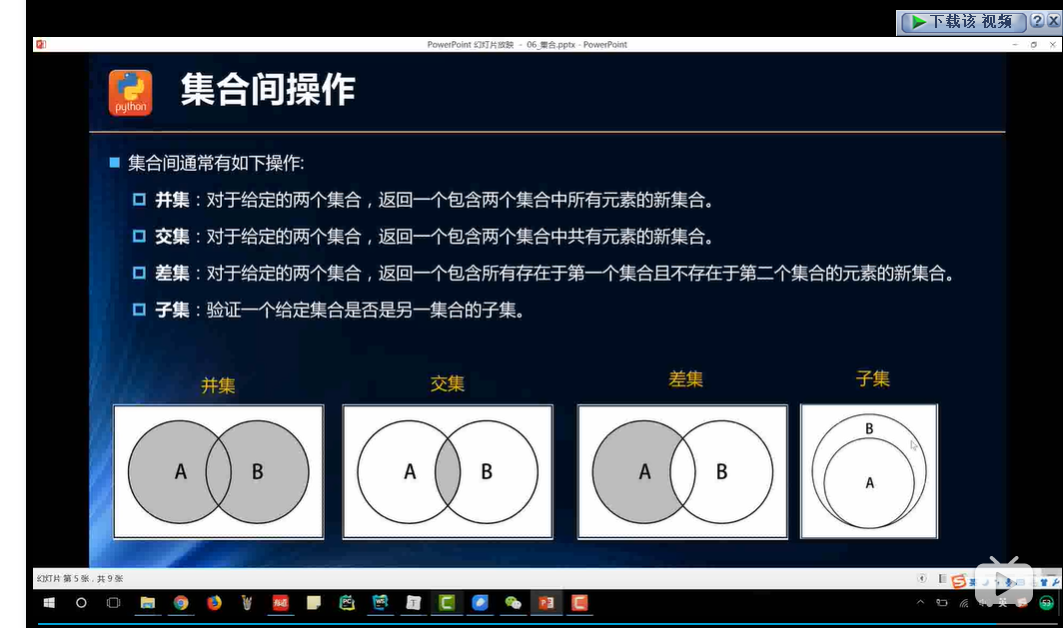 下载该 视频
PowerPoint 幻灯片放映 - 06_集合.pptx - PowerPoint
python
集合间操作
集合间通常有如下操作:
并集：对于给定的两个集合，返回一个包含两个集合中所有元素的新集合。
交集：对于给定的两个集合，返回一个包含两个集合中共有元素的新集合。
差集：对于给定的两个集合，返回一个包含所有存在于第一个集合且不存在于第二个集合的元素的新集合。
子集：验证一个给定集合是否是另一集合的子集。
并集 交集 差集 子集
A B A B A B B A
幻灯片 第 5 张，共 9 张
英
英
53